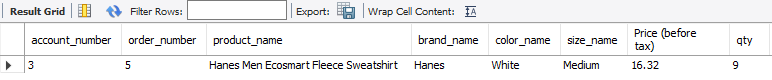 Result Grid Filter Rows: Export: Wrap Cell Content:
account_number order_number product_name brand_name color_name size_name Price (before tax) qty
3 5 Hanes Men Ecosmart Fleece Sweatshirt Hanes White Medium 16.32 9